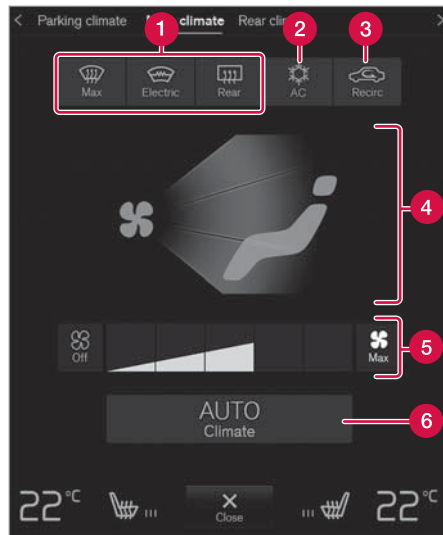 Parking climate climate Rear
1 2 3
Max Electric Rear AC Recirc
4
Off Max 5
AUTO
Climate 6
22°C Close 22°C